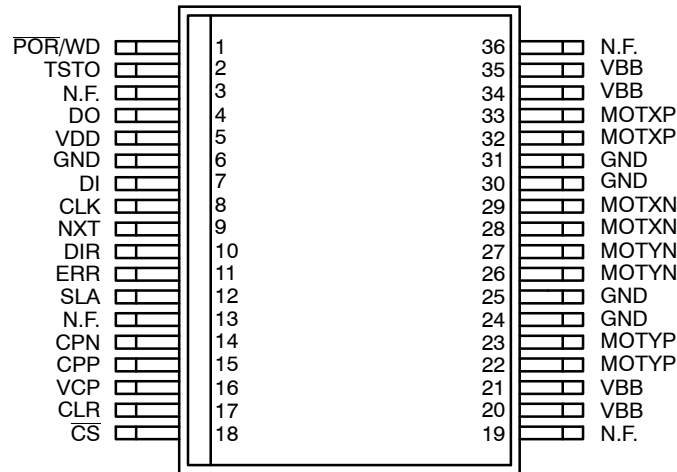 P̅O̅R̅/WD 1 36 N.F.
TSTO 2 35 VBB
N.F. 3 34 VBB
DO 4 33 MOTXP
VDD 5 32 MOTXP
GND 6 31 GND
DI 7 30 GND
CLK 8 29 MOTXN
NXT 9 28 MOTXN
DIR 10 27 MOTYN
ERR 11 26 MOTYN
SLA 12 25 GND
N.F. 13 24 GND
CPN 14 23 MOTYP
CPP 15 22 MOTYP
VCP 16 21 VBB
CLR 17 20 VBB
C̅S̅ 18 19 N.F.